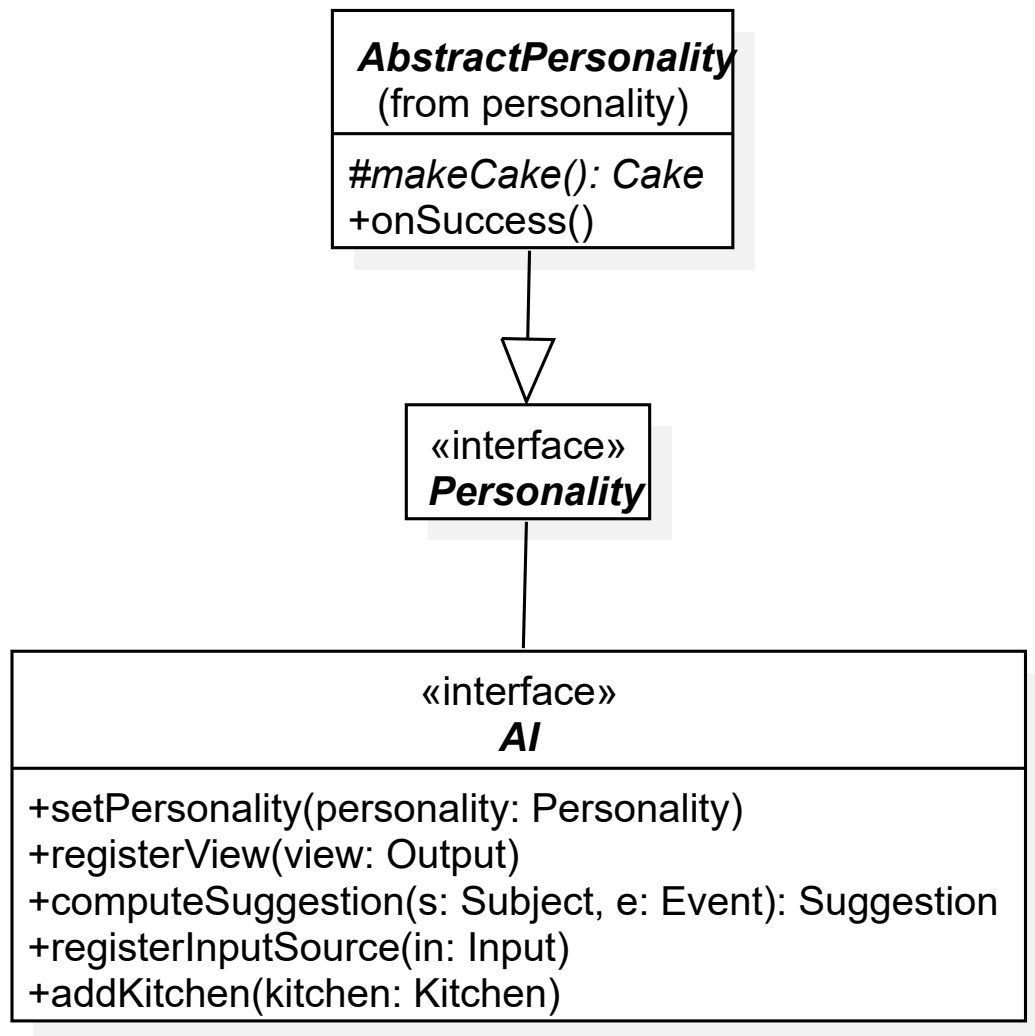 AbstractPersonality
(from personality)
#makeCake(): Cake
+onSuccess()
«interface»
Personality
«interface»
AI
+setPersonality(personality: Personality)
+registerView(view: Output)
+computeSuggestion(s: Subject, e: Event): Suggestion
+registerInputSource(in: Input)
+addKitchen(kitchen: Kitchen)